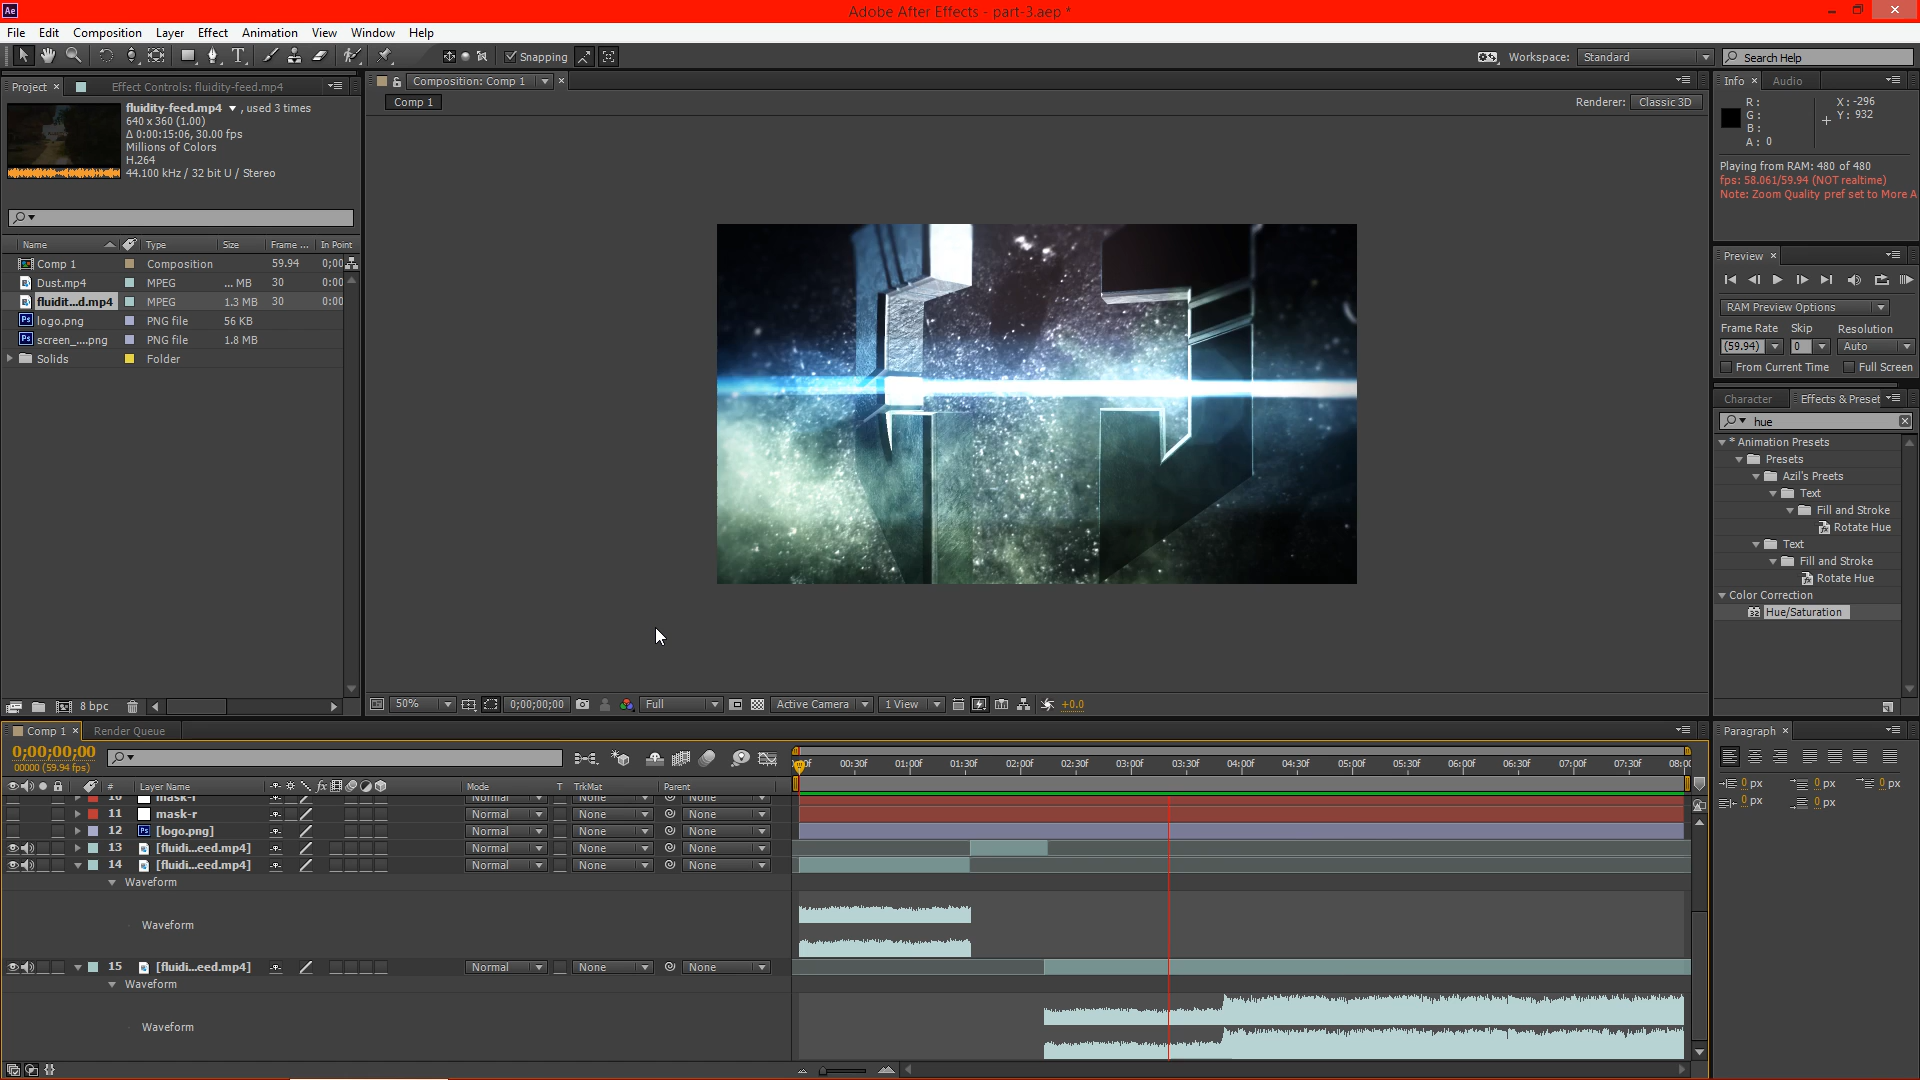 Ae
Adobe After Effects - part-3.aep *
File Edit Composition Layer Effect Animation View Window Help
Snapping
Workspace: Standard
Search Help
Project
Effect Controls: fluidity-feed.mp4
fluidity-feed.mp4 , used 3 times
640 x 360 (1.00)
Δ 0:00:15:06, 30.00 fps
Millions of Colors
H.264
44.100 kHz / 32 bit U / Stereo
Name Type Size Frame ... In Point
Comp 1 Composition 59.94 0;00
Dust.mp4 MPEG ... MB 30 0:00
fluidit...d.mp4 MPEG 1.3 MB 30 0:00
logo.png PNG file 56 KB
screen_....png PNG file 1.8 MB
Solids Folder
8 bpc
Composition: Comp 1
Comp 1
Renderer: Classic 3D
50% 0;00;00;00 Full Active Camera 1 View +0.0
Info Audio
R :
G :
B :
A : 0
X : -296
Y : 932
Playing from RAM: 480 of 480
fps: 58.061/59.94 (NOT realtime)
Note: Zoom Quality pref set to More A
Preview
RAM Preview Options
Frame Rate Skip Resolution
(59.94) 0 Auto
From Current Time Full Screen
Character Effects & Preset
hue
* Animation Presets
Presets
Azil's Preets
Text
Fill and Stroke
Rotate Hue
Text
Fill and Stroke
Rotate Hue
Color Correction
32 Hue/Saturation
Paragraph
0 px 0 px 0 px
0 px 0 px
Comp 1 Render Queue
0;00;00;00
00000 (59.94 fps)
00f 00:30f 01:00f 01:30f 02:00f 02:30f 03:00f 03:30f 04:00f 04:30f 05:00f 05:30f 06:00f 06:30f 07:00f 07:30f 08:00
# Layer Name fx Mode T TrkMat Parent
10 mask-l Normal None None
11 mask-r Normal None None
12 [logo.png] Normal None None
13 [fluidi...eed.mp4] Normal None None
14 [fluidi...eed.mp4] Normal None None
Waveform
Waveform
15 [fluidi...eed.mp4] Normal None None
Waveform
Waveform